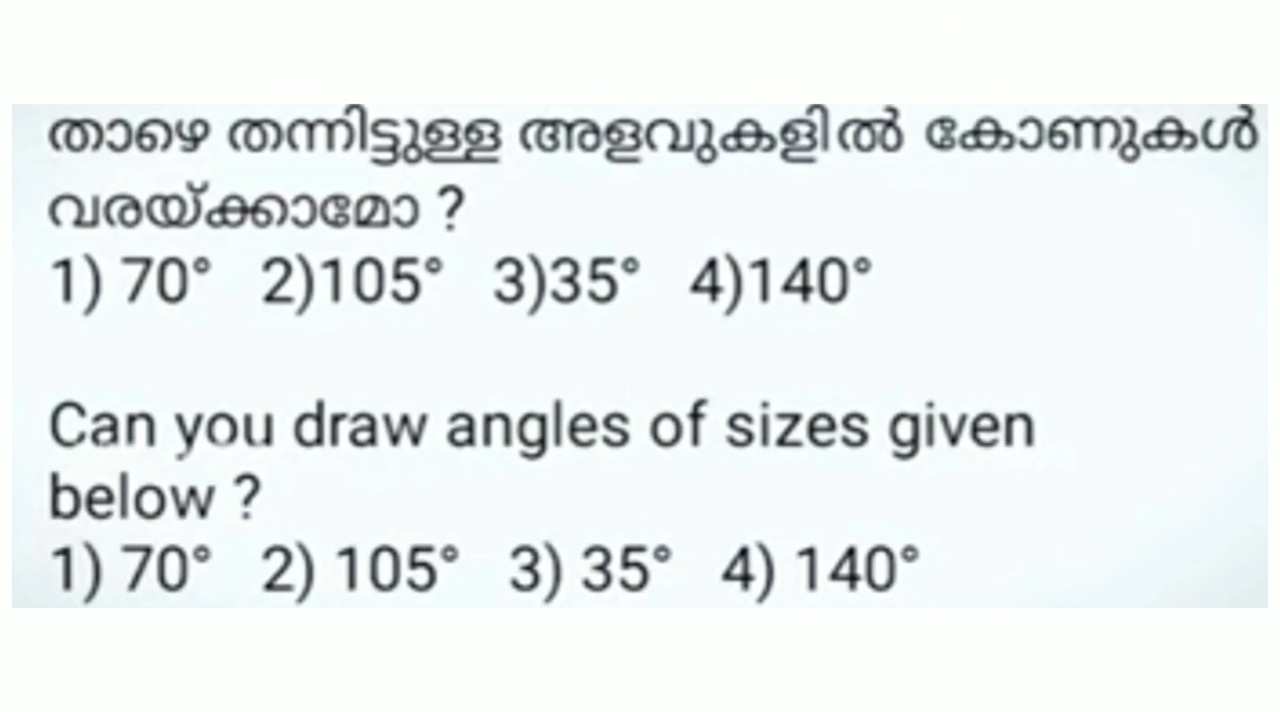 താഴെ തന്നിട്ടുള്ള അളവുകളിൽ കോണുകൾ
വരയ്ക്കാമോ ?
1) 70° 2)105° 3)35° 4)140°
Can you draw angles of sizes given
below ?
1) 70° 2) 105° 3) 35° 4) 140°